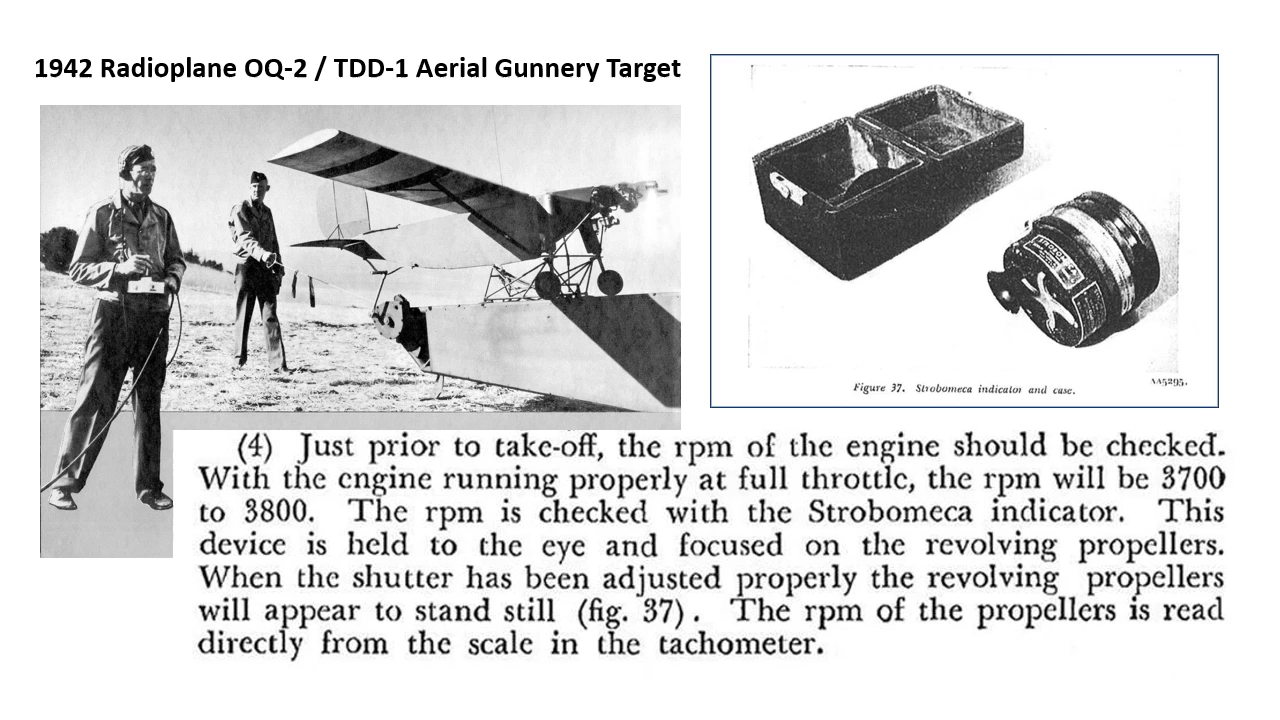 1942 Radioplane OQ-2 / TDD-1 Aerial Gunnery Target
Figure 37. Strobomeca indicator and case.
AA5295.
(4) Just prior to take-off, the rpm of the engine should be checked.
With the engine running properly at full throttle, the rpm will be 3700
to 3800. The rpm is checked with the Strobomeca indicator. This
device is held to the eye and focused on the revolving propellers.
When the shutter has been adjusted properly the revolving propellers
will appear to stand still (fig. 37). The rpm of the propellers is read
directly from the scale in the tachometer.